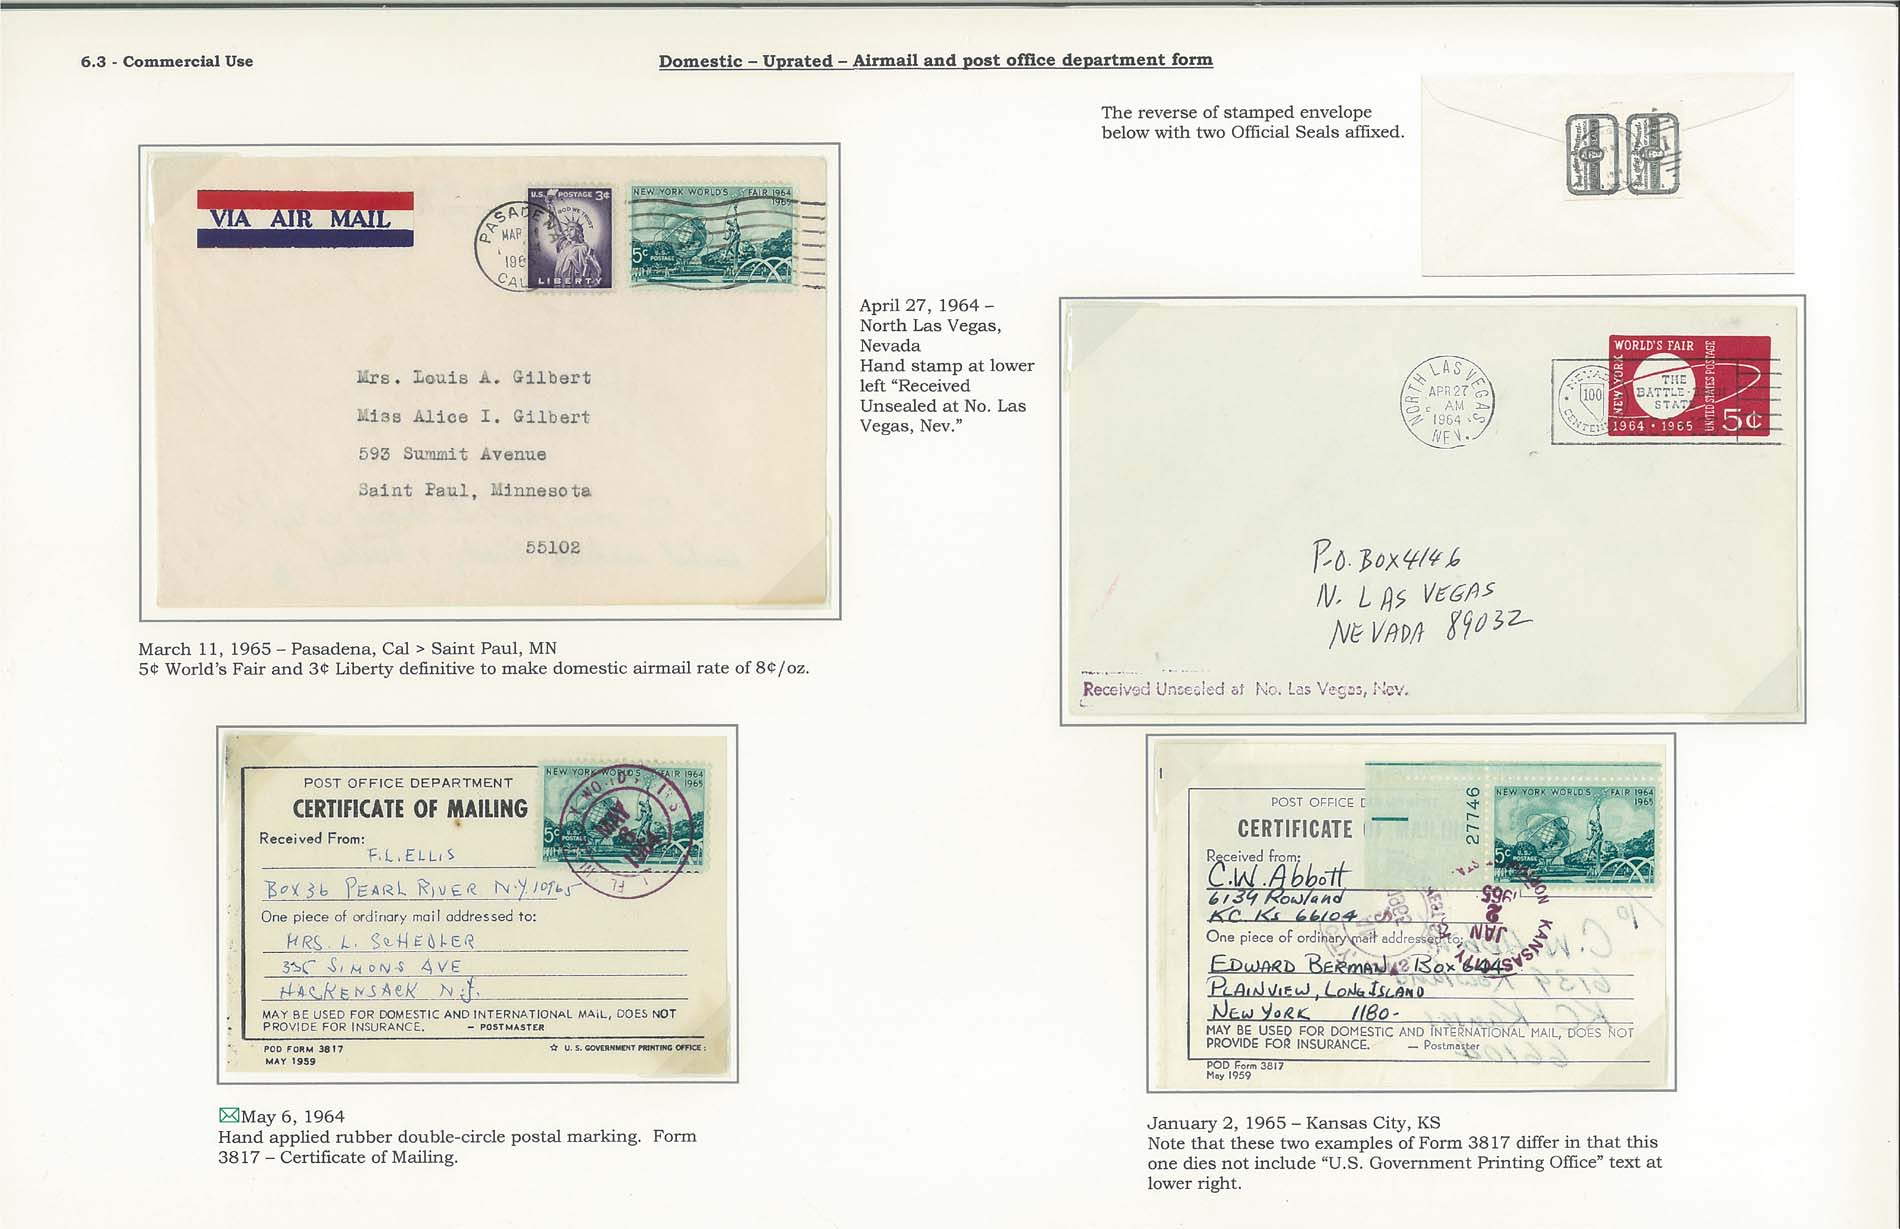 6.3 - Commercial Use
Domestic – Uprated – Airmail and post office department form
The reverse of stamped envelope
below with two Official Seals affixed.
VIA AIR MAIL
PASADENA
MAR
CAL
U.S. POSTAGE 3¢
IN GOD WE TRUST
LIBERTY
NEW YORK WORLD'S FAIR 1964
1965
5¢ U.S. POSTAGE
Mrs. Louis A. Gilbert
Miss Alice I. Gilbert
593 Summit Avenue
Saint Paul, Minnesota
55102
April 27, 1964 –
North Las Vegas,
Nevada
Hand stamp at lower
left “Received
Unsealed at No. Las
Vegas, Nev.”
NORTH LAS VEGAS
APR 27
AM
1964
NEV.
NEVADA
100
CENTENNIAL
THE
BATTLE-BORN
STATE
NEW YORK
WORLD'S FAIR
UNITED STATES POSTAGE
1964 • 1965
5¢
P.O. BOX 4146
N. LAS VEGAS
NEVADA 89032
Received Unsealed at No. Las Vegas, Nev.
March 11, 1965 – Pasadena, Cal > Saint Paul, MN
5¢ World’s Fair and 3¢ Liberty definitive to make domestic airmail rate of 8¢/oz.
POST OFFICE DEPARTMENT
CERTIFICATE OF MAILING
Received From:
F.L. ELLIS
BOX 36 PEARL RIVER N.Y. 10965
One piece of ordinary mail addressed to:
MRS. L. SCHEDLER
335 SIMONS AVE
HACKENSACK N.J.
MAY BE USED FOR DOMESTIC AND INTERNATIONAL MAIL, DOES NOT
PROVIDE FOR INSURANCE. – POSTMASTER
POD FORM 3817
MAY 1959
☆ U. S. GOVERNMENT PRINTING OFFICE :
NEW YORK WORLD'S FAIR 1964
1965
5¢ U.S. POSTAGE
MAY
6
1964
May 6, 1964
Hand applied rubber double-circle postal marking. Form
3817 – Certificate of Mailing.
POST OFFICE D
CERTIFICATE O
27746
NEW YORK WORLD'S FAIR 1964
1965
5¢ U.S. POSTAGE
Received from:
C.W. Abbott
6134 Rowland
KC. Ks 66104
One piece of ordinary mail addressed to:
EDWARD BERMAN, BOX 644
PLAINVIEW, LONG ISLAND
NEW YORK 1180-
KANSAS CITY,
JAN
2
1965
MAY BE USED FOR DOMESTIC AND INTERNATIONAL MAIL, DOES NOT
PROVIDE FOR INSURANCE. — Postmaster
POD Form 3817
May 1959
January 2, 1965 – Kansas City, KS
Note that these two examples of Form 3817 differ in that this
one dies not include “U.S. Government Printing Office” text at
lower right.